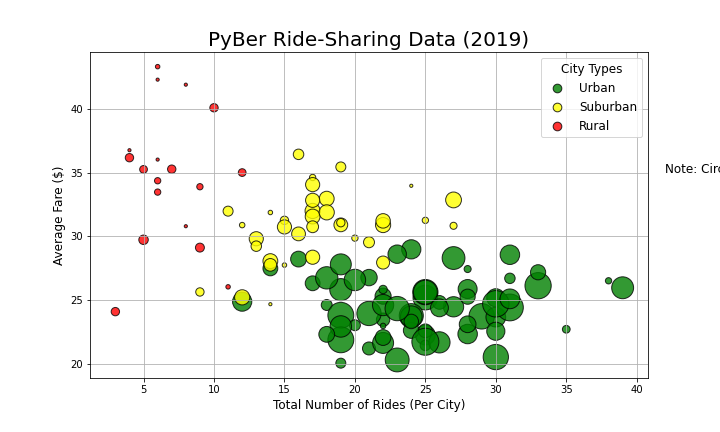 PyBer Ride-Sharing Data (2019)
City Types
Urban
Suburban
Rural
Note: Circ
Average Fare ($)
40
35
30
25
20
5
10
15
20
25
30
35
40
Total Number of Rides (Per City)